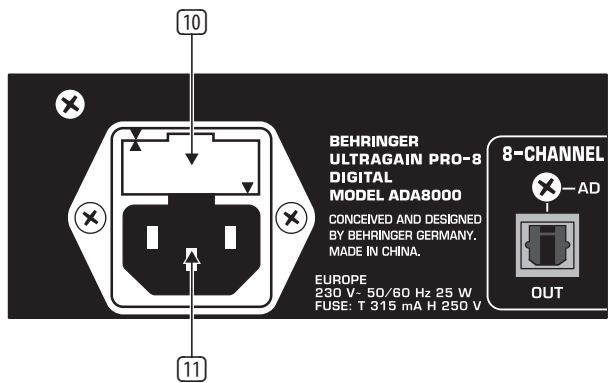 10
BEHRINGER
ULTRAGAIN PRO-8
DIGITAL
MODEL ADA8000
CONCEIVED AND DESIGNED
BY BEHRINGER GERMANY.
MADE IN CHINA.
EUROPE
230 V~ 50/60 Hz 25 W
FUSE: T 315 mA H 250 V
8-CHANNEL
AD
OUT
11